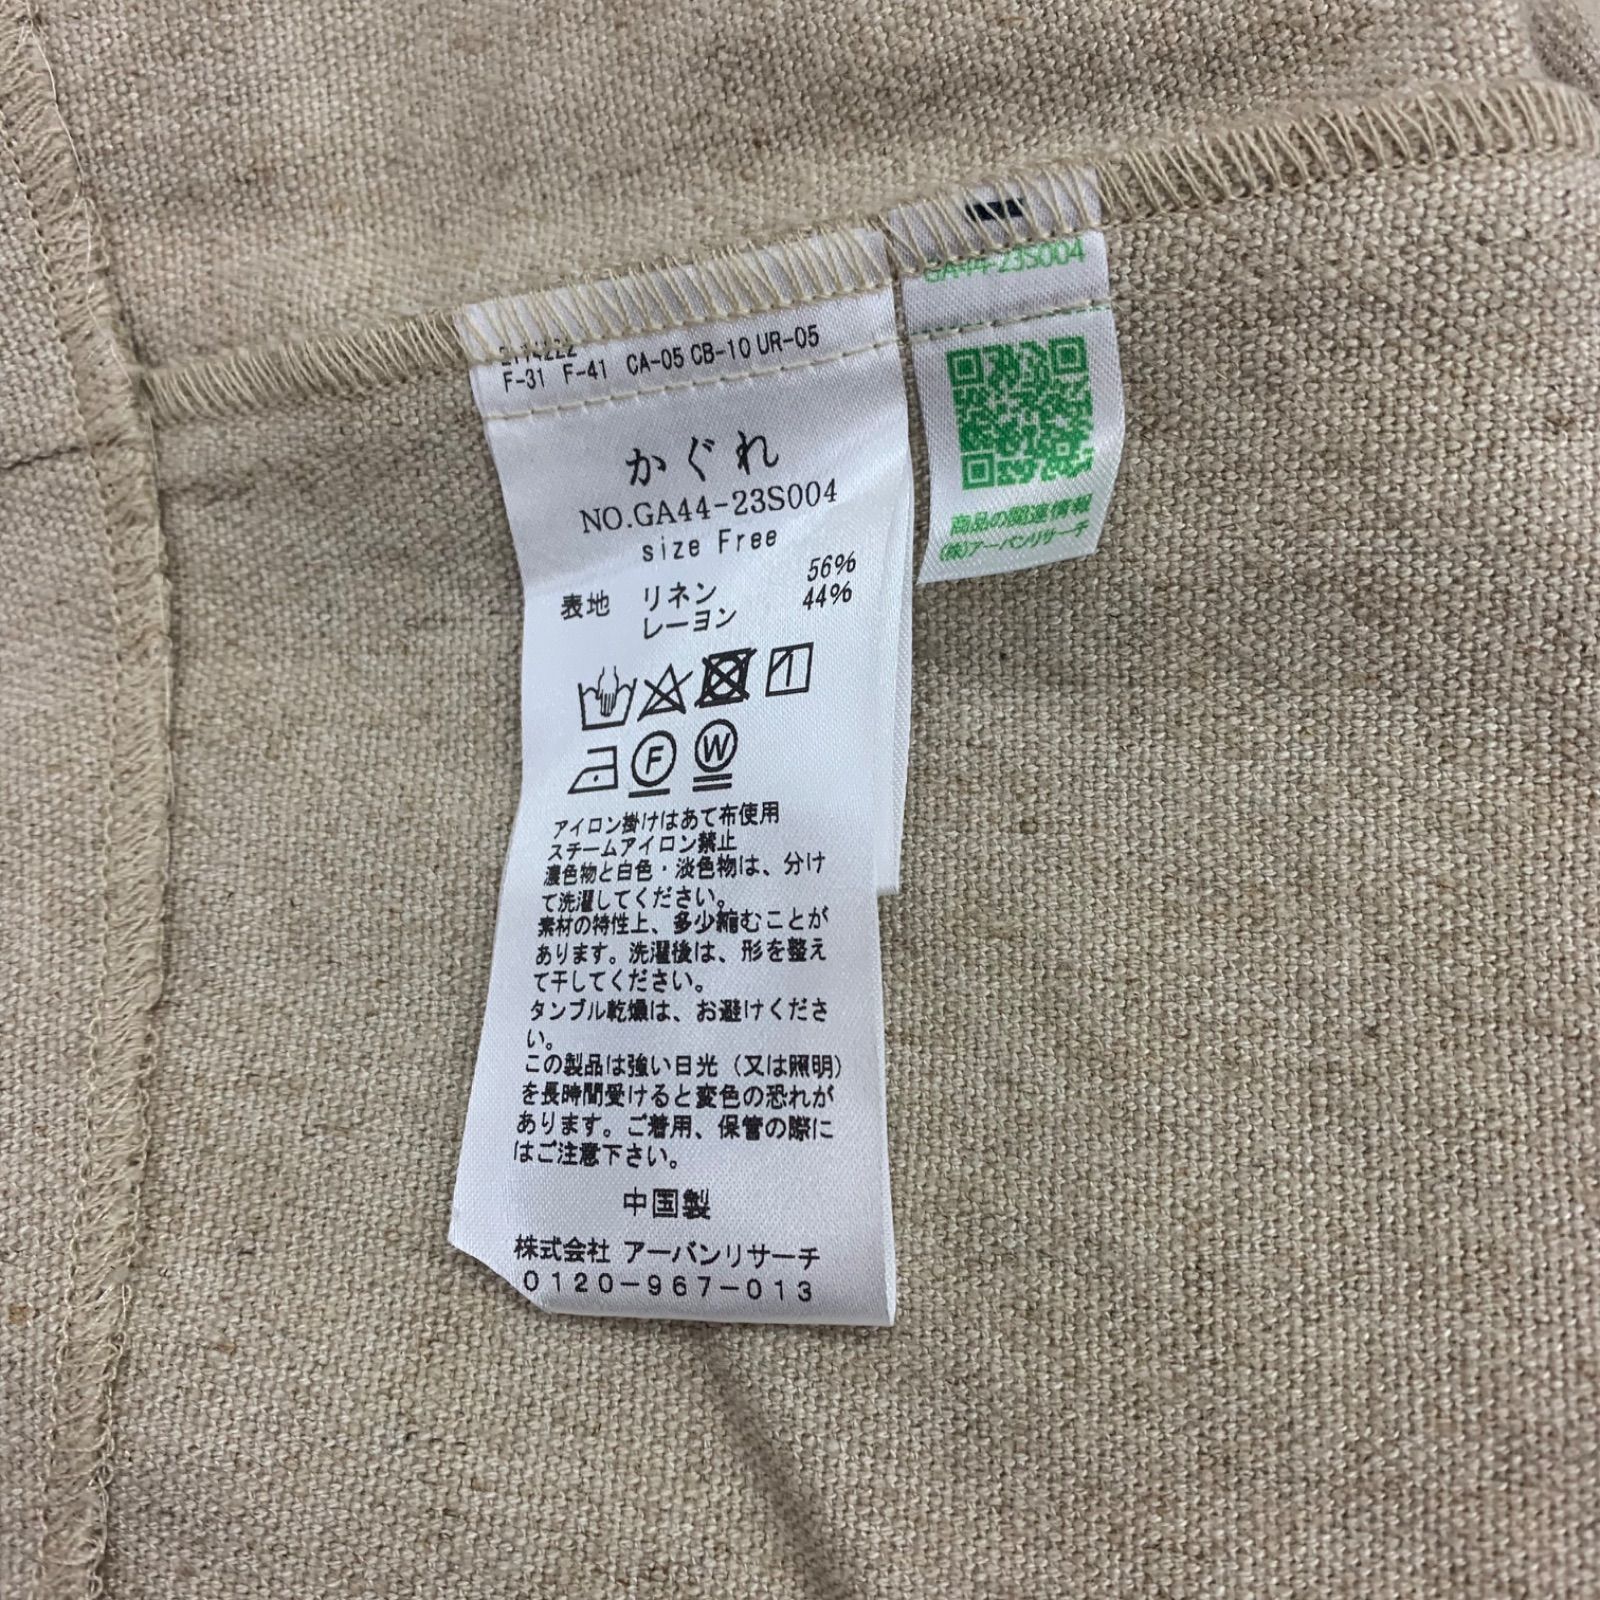 F-31 F-41 CA-05 CB-10 UR-05
かぐれ
NO.GA44-23S004
size Free
表地 リネン 56%
レーヨン 44%
F W
アイロン掛けはあて布使用
スチームアイロン禁止
濃色物と白色・淡色物は、分け
て洗濯してください。
素材の特性上、多少縮むことが
あります。洗濯後は、形を整え
て干してください。
タンブル乾燥は、お避けくださ
い。
この製品は強い日光(又は照明)
を長時間受けると変色の恐れが
あります。ご着用、保管の際に
はご注意下さい。
中国製
株式会社 アーバンリサーチ
0120-967-013
GA44-23S004
商品の関連情報
(株)アーバンリサーチ